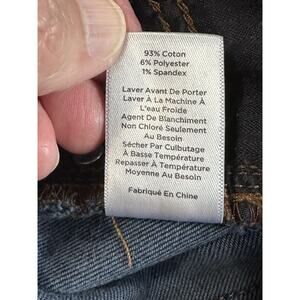 93% Coton
6% Polyester
1% Spandex
Laver Avant De Porter
Laver À La Machine À
L'eau Froide
Agent De Blanchiment
Non Chloré Seulement
Au Besoin
Sécher Par Culbutage
À Basse Température
Repasser À Température
Moyenne Au Besoin
Fabriqué En Chine